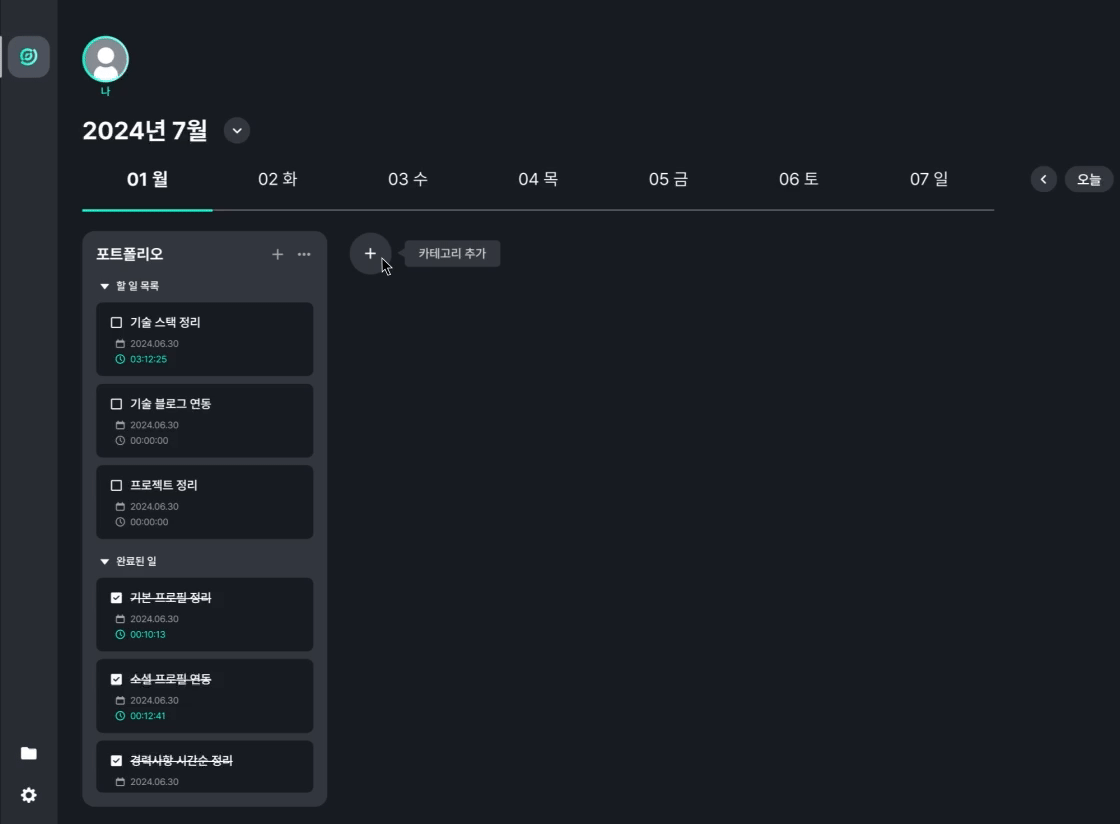 나
2024년 7월
01 월 02 화 03 수 04 목 05 금 06 토 07 일 오늘
포트폴리오
카테고리 추가
할 일 목록
기술 스택 정리
2024.06.30
03:12:25
기술 블로그 연동
2024.06.30
00:00:00
프로젝트 정리
2024.06.30
00:00:00
완료된 일
기본 프로필 정리
2024.06.30
00:10:13
소셜 프로필 연동
2024.06.30
00:12:41
경력사항 시간순 정리
2024.06.30